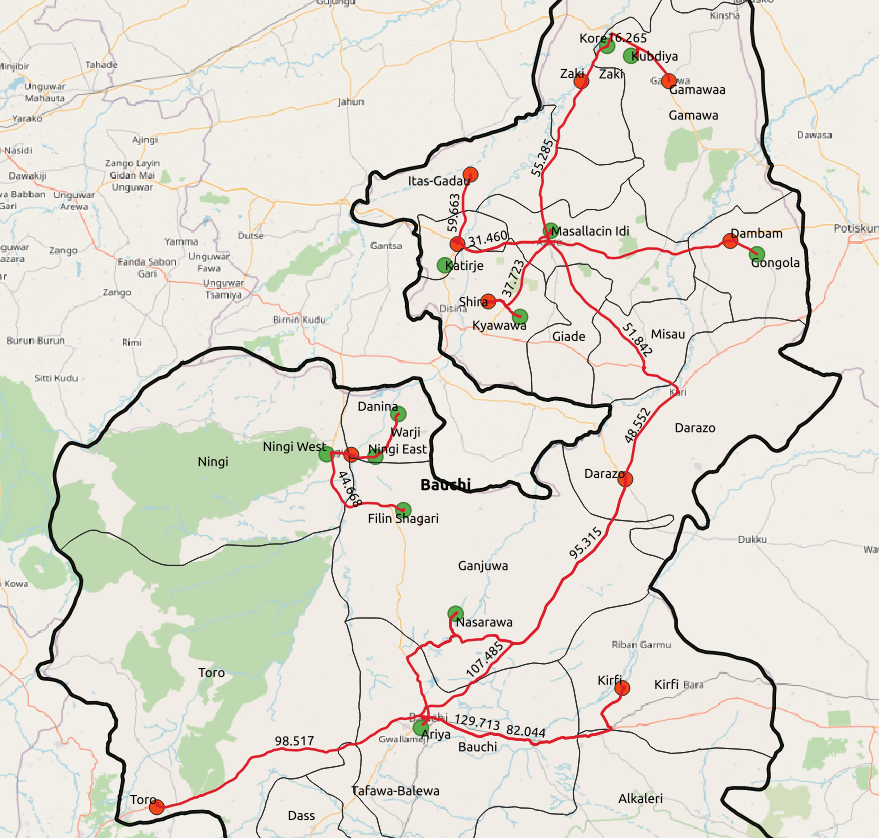 Gujungu
Kinsha
Kore
16.265
Kubdiya
Minjibir
Tahade
Zaki
Zaki
Gamawaa
Unguwar
Mahauta
Jahun
Gamawa
Yarako
Ajingi
Dawasa
Nasidi
Zango Layin
Gidan Mai
Unguwar
Dawakiji
55.285
Itas-Gadau
Babban
Gari
Unguwar
Arewa
59.663
Dutse
31.460
Masallacin Idi
Dambam
Potiskum
Yamma
Gantsa
Zango
Fanda Sabon
Gari
Unguwar
Fawa
Katirje
Gongola
Unguwar
Tsamiya
37.723
Zango
Shira
Disina
Birnin Kudu
Kyawawa
Giade
51.842
Misau
Burun Burun
Rimi
Sitti Kudu
Kari
Danina
48.552
Darazo
Warji
Ningi West
Ningi East
Ningi
44.668
Bauchi
Darazo
Filin Shagari
95.315
Dukku
Ganjuwa
Kowa
Nasarawa
Riban Garmu
107.485
Toro
Kirfi
Kirfi
Bara
Bauchi
129.713
82.044
Ariya
Gwallameji
98.517
Bauchi
Tafawa-Balewa
Toro
Alkaleri
Dass